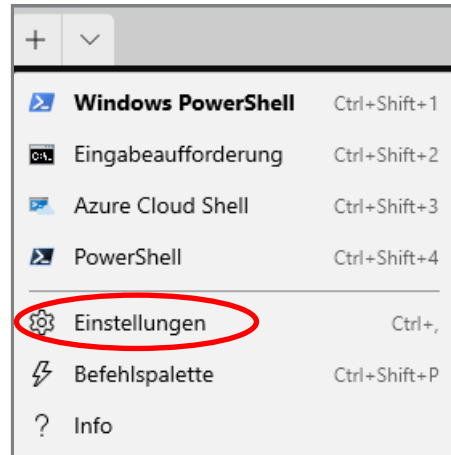 Windows PowerShell Ctrl+Shift+1
Eingabeaufforderung Ctrl+Shift+2
Azure Cloud Shell Ctrl+Shift+3
PowerShell Ctrl+Shift+4
Einstellungen Ctrl+,
Befehlspalette Ctrl+Shift+P
? Info